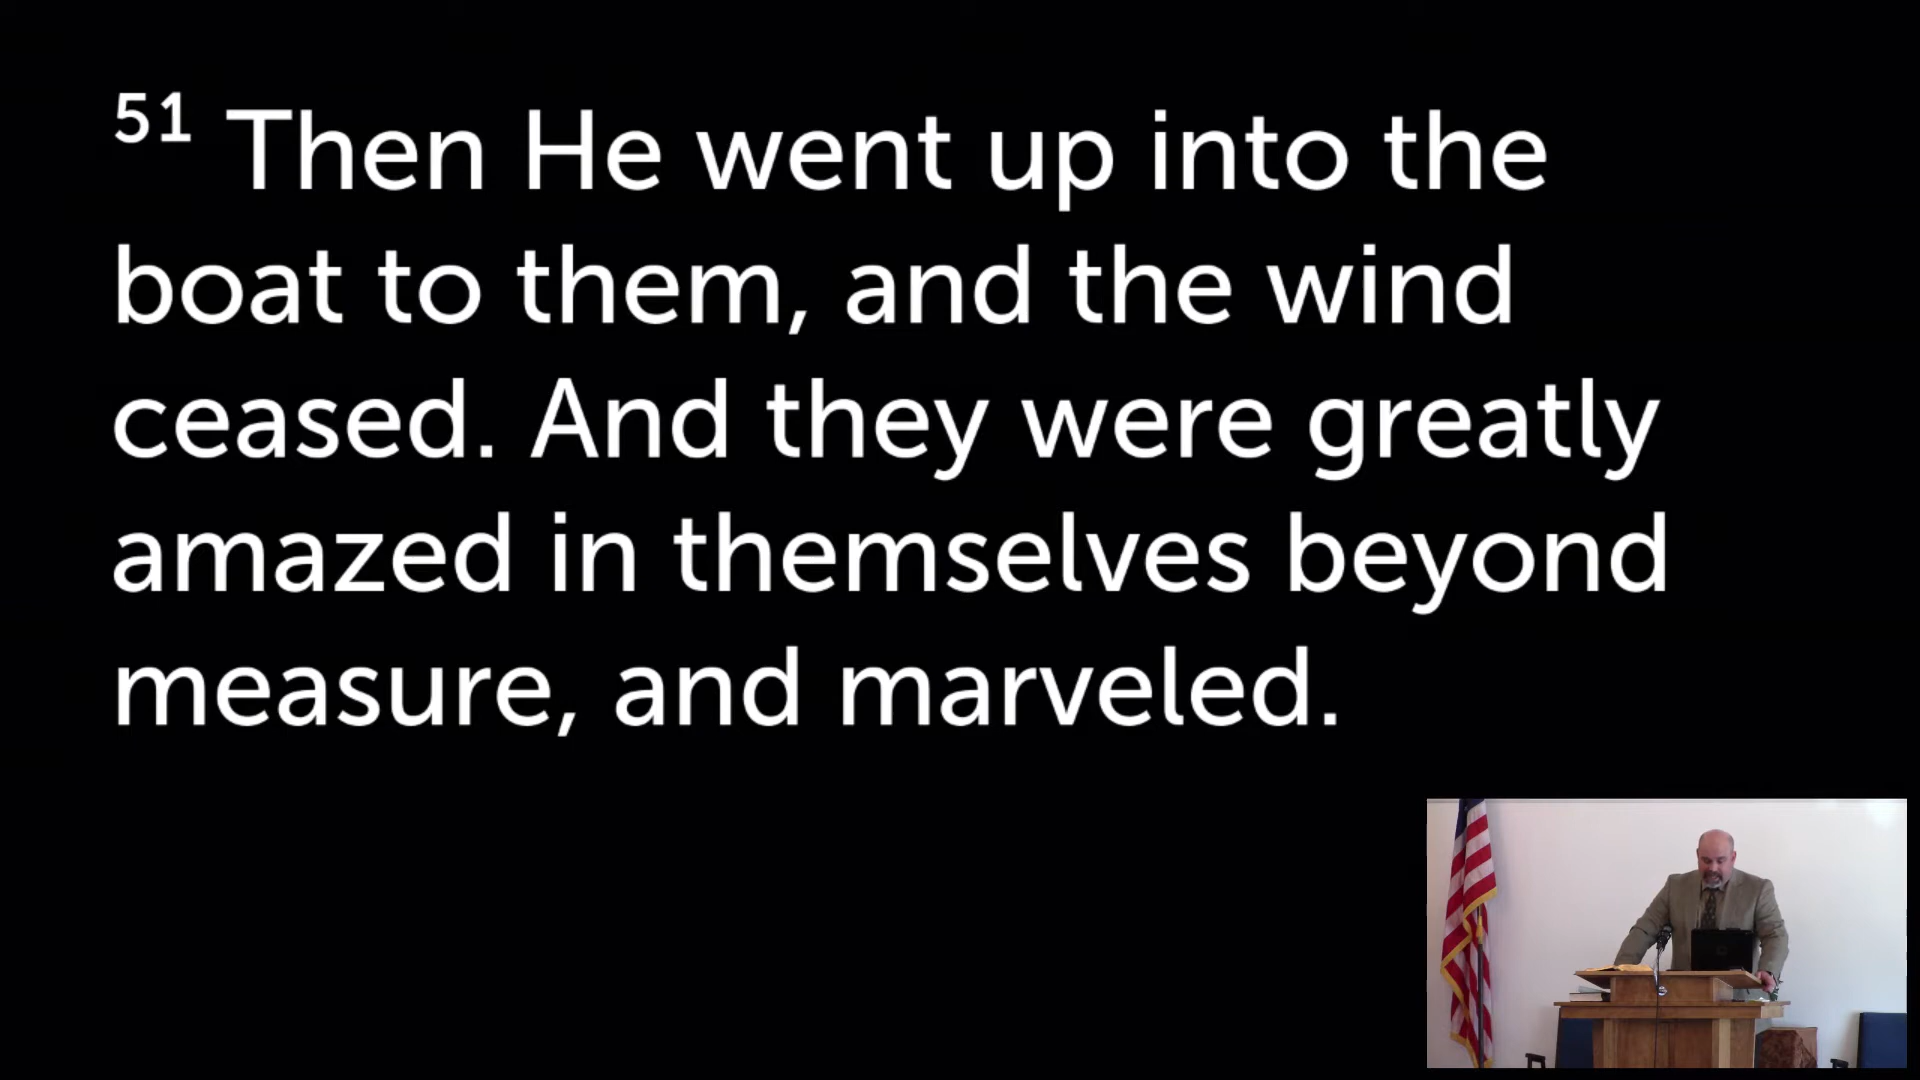 51 Then He went up into the
boat to them, and the wind
ceased. And they were greatly
amazed in themselves beyond
measure, and marveled.